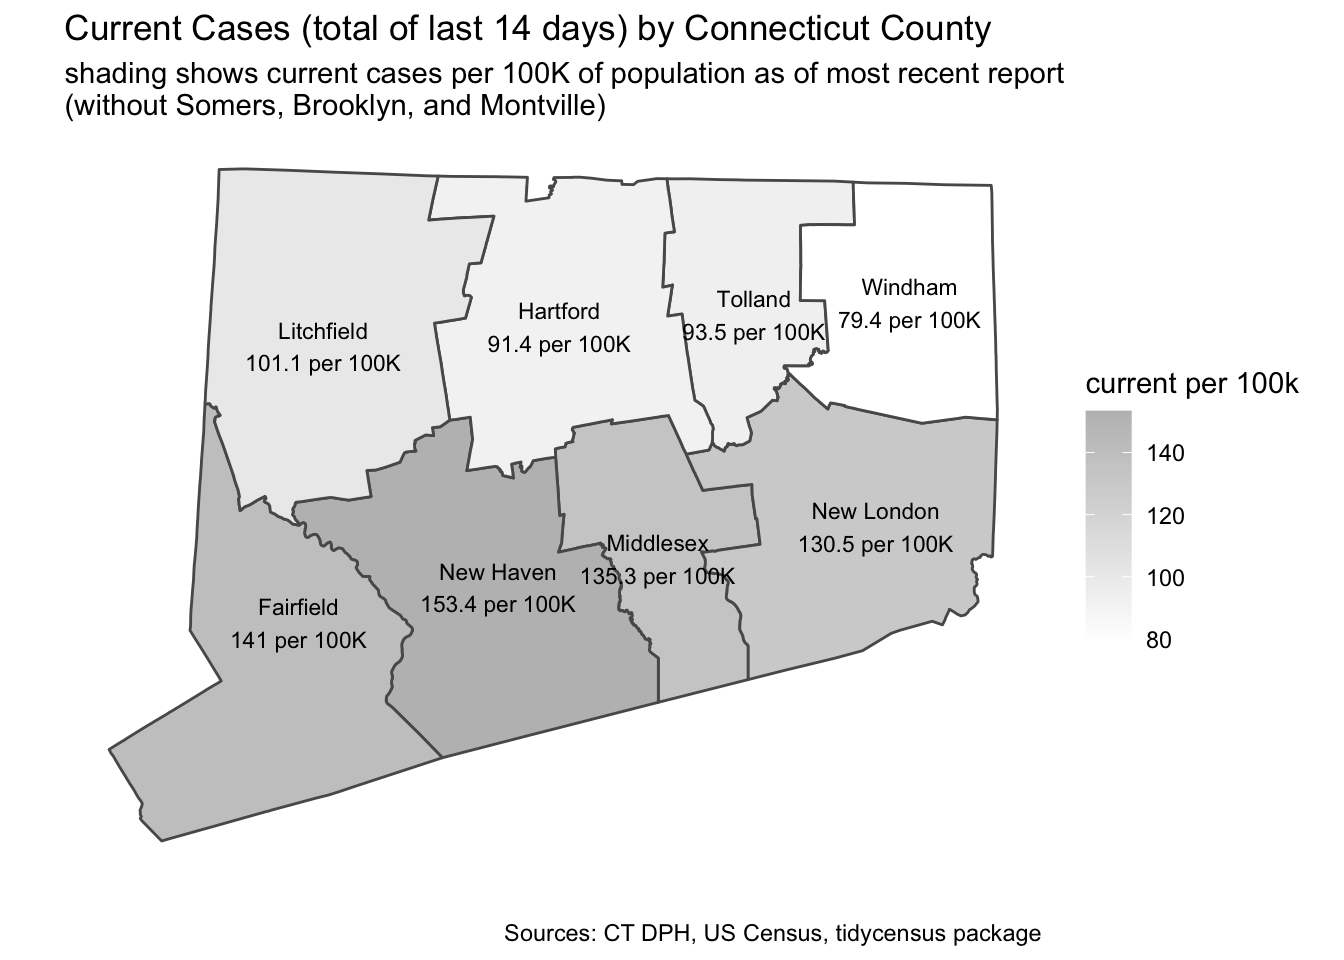 Current Cases (total of last 14 days) by Connecticut County
shading shows current cases per 100K of population as of most recent report
(without Somers, Brooklyn, and Montville)
Litchfield
101.1 per 100K
Hartford
91.4 per 100K
Tolland
93.5 per 100K
Windham
79.4 per 100K
Fairfield
141 per 100K
New Haven
153.4 per 100K
Middlesex
135.3 per 100K
New London
130.5 per 100K
current per 100k
140
120
100
80
Sources: CT DPH, US Census, tidycensus package